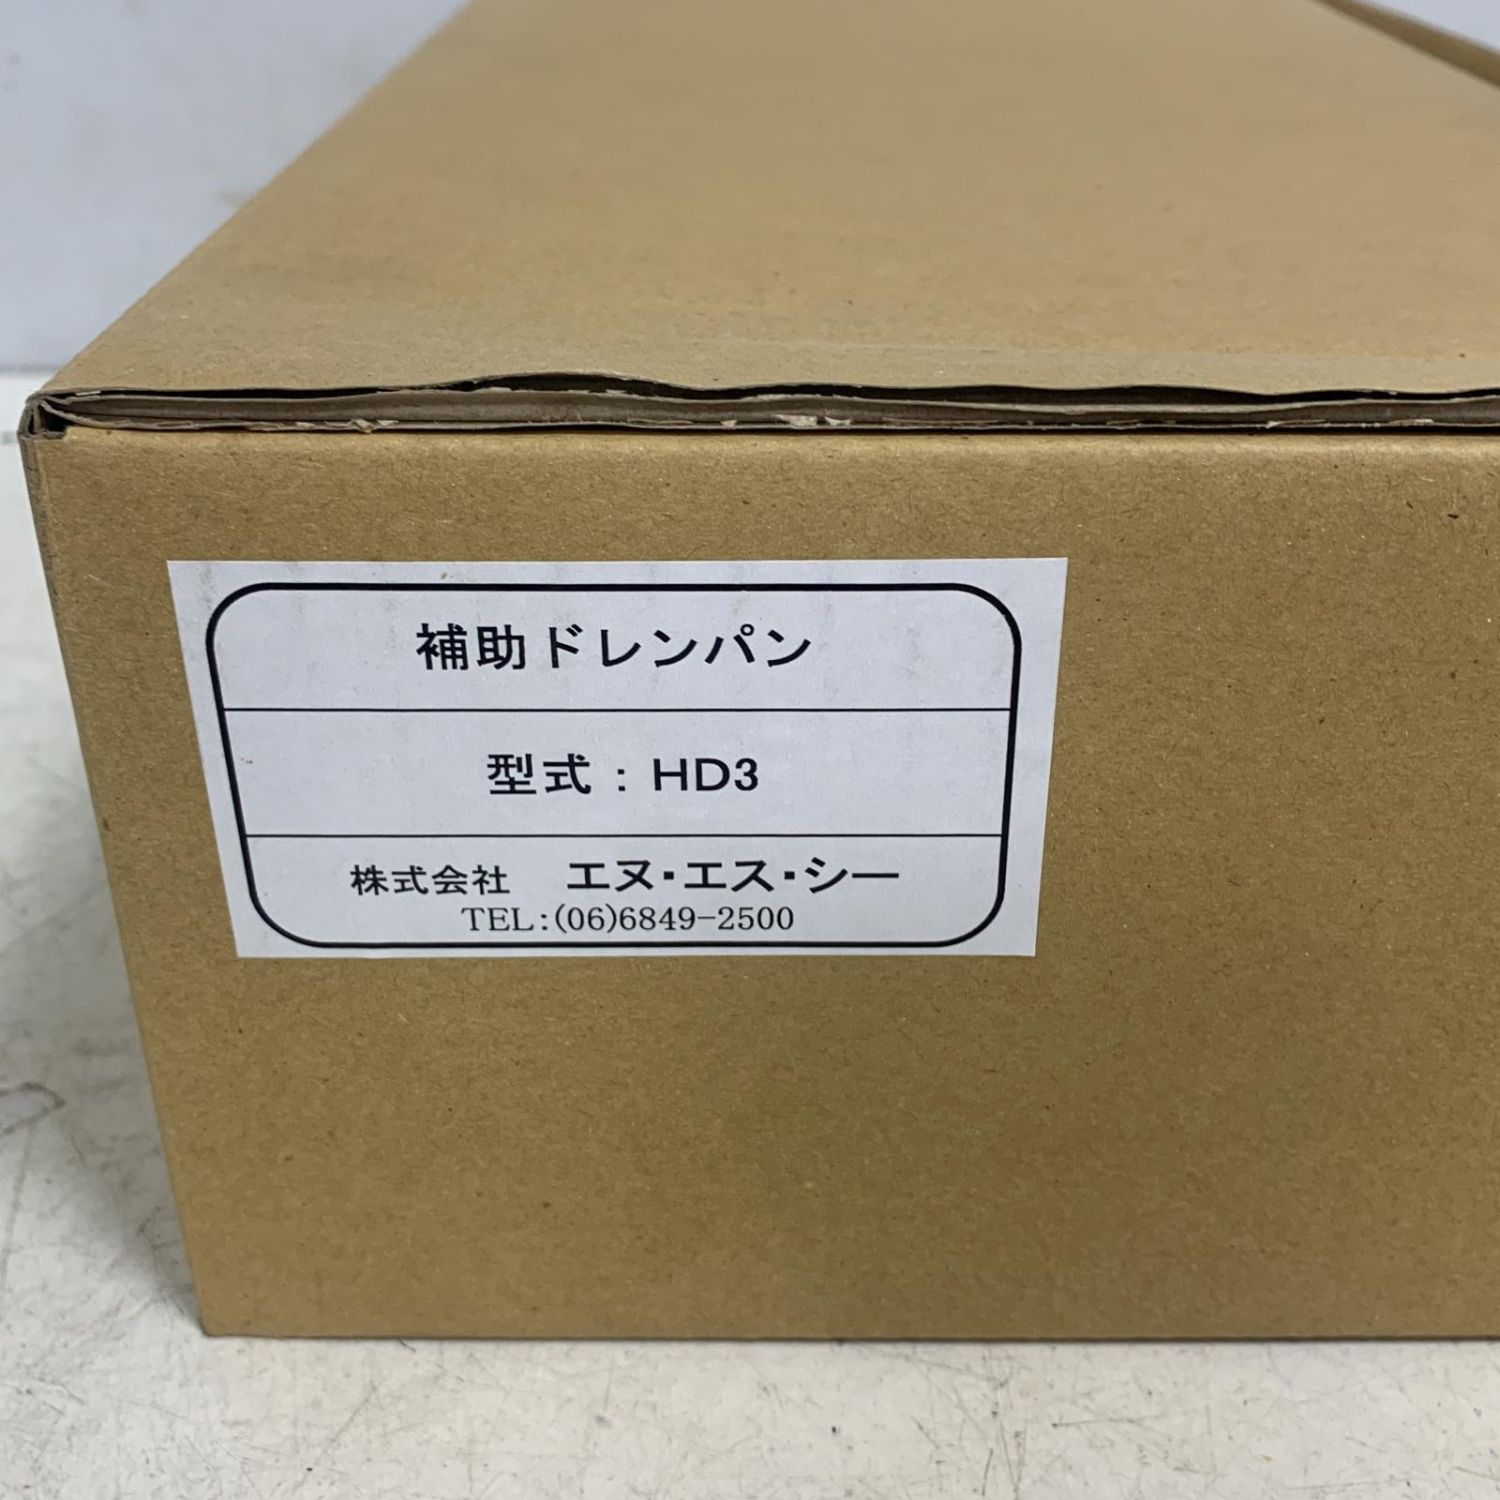 補助ドレンパン
型式：HD3
株式会社　エヌ・エス・シー
TEL:(06)6849-2500